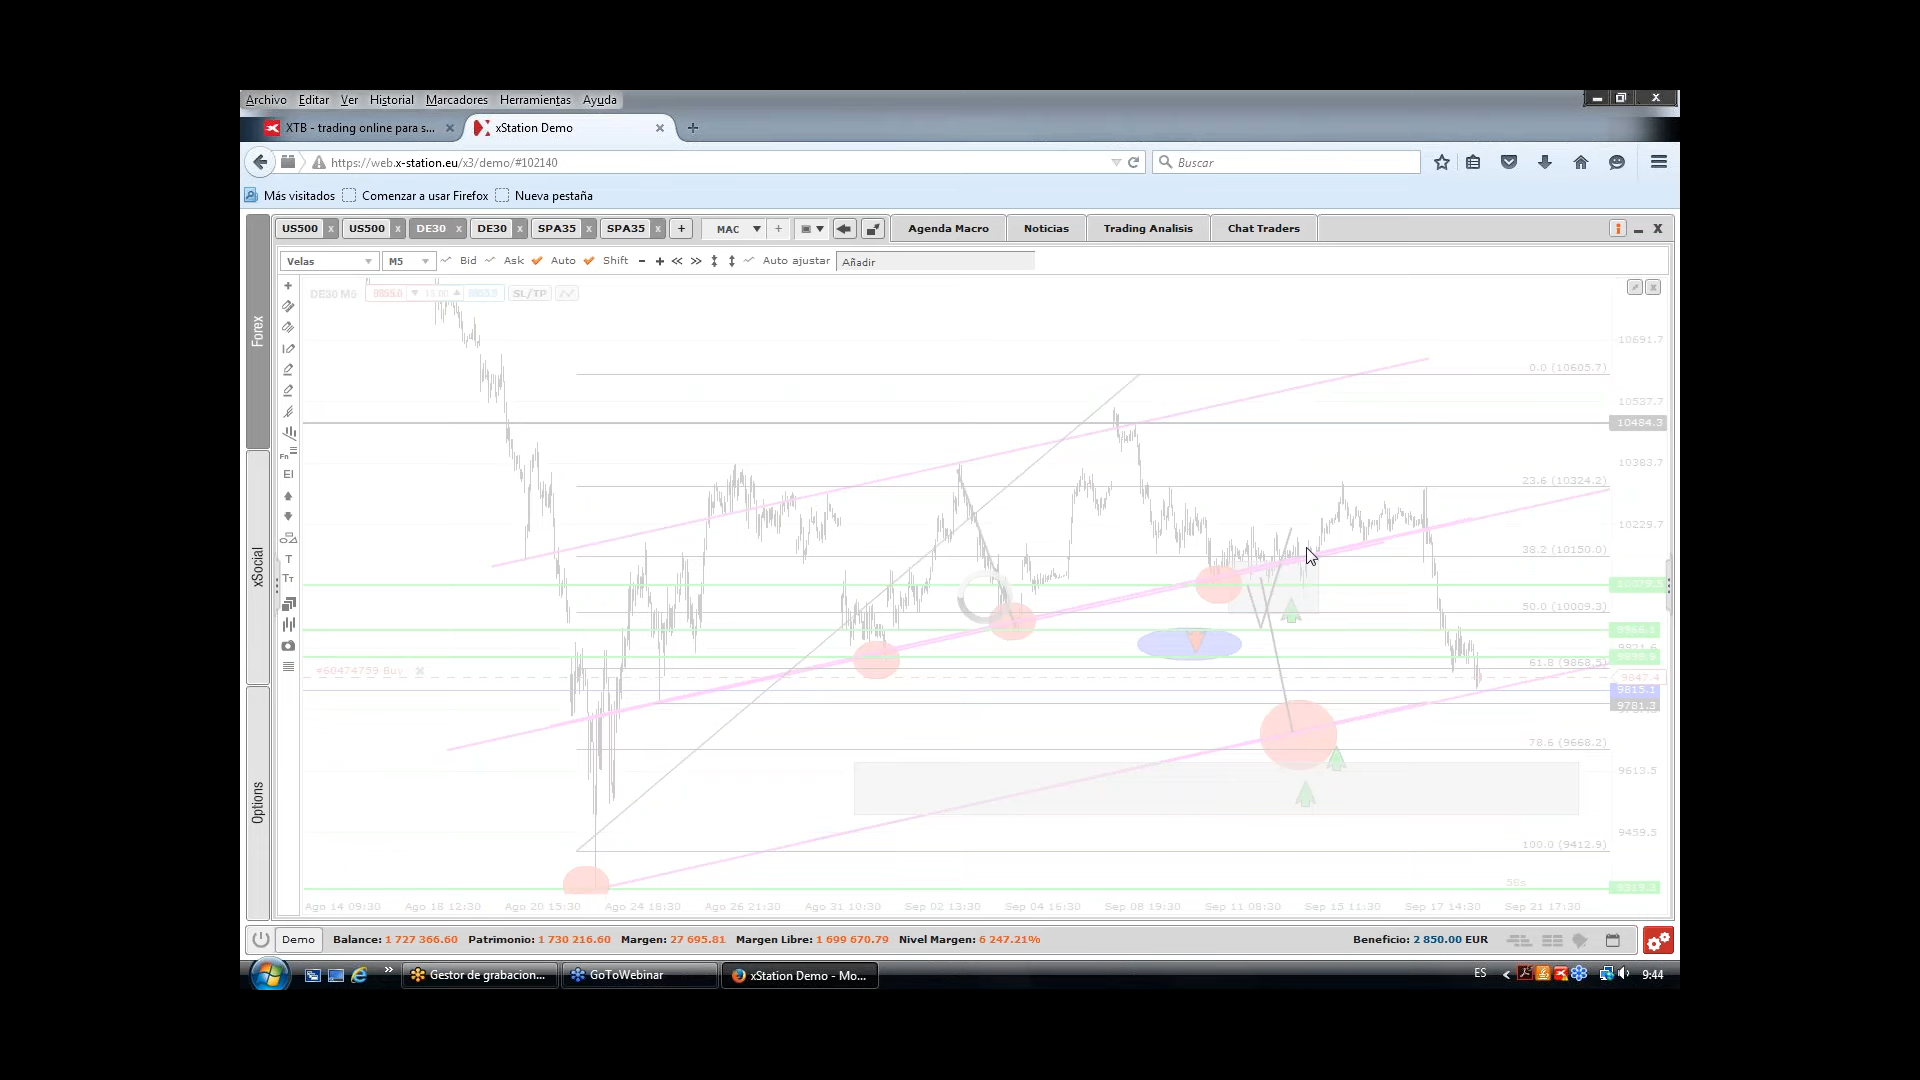 Archivo Editar Ver Historial Marcadores Herramientas Ayuda
XTB - trading online para s... xStation Demo
https://web.x-station.eu/x3/demo/#102140 Buscar
Más visitados Comenzar a usar Firefox Nueva pestaña
US500 US500 DE30 DE30 SPA35 SPA35 + MAC + Agenda Macro Noticias Trading Analisis Chat Traders
Velas M5 Bid Ask Auto Shift Auto ajustar Añadir
DE30 M5 SL/TP
Forex
xSocial
Options
10691.7
0.0 (10605.7)
10537.7
10484.3
10383.7
23.6 (10324.2)
10229.7
38.2 (10150.0)
50.0 (10009.3)
61.8 (9868.5)
#60474759 Buy
9847.4
9815.1
9781.3
78.6 (9668.2)
9613.5
9459.5
100.0 (9412.9)
58s
Ago 14 09:30 Ago 18 12:30 Ago 20 15:30 Ago 24 18:30 Ago 26 21:30 Ago 31 10:30 Sep 02 13:30 Sep 04 16:30 Sep 08 19:30 Sep 11 08:30 Sep 15 11:30 Sep 17 14:30 Sep 21 17:30
Demo Balance: 1 727 366.60 Patrimonio: 1 730 216.60 Margen: 27 695.81 Margen Libre: 1 699 670.79 Nivel Margen: 6 247.21% Beneficio: 2 850.00 EUR
Gestor de grabacion... GoToWebinar xStation Demo - Mo... ES 9:44